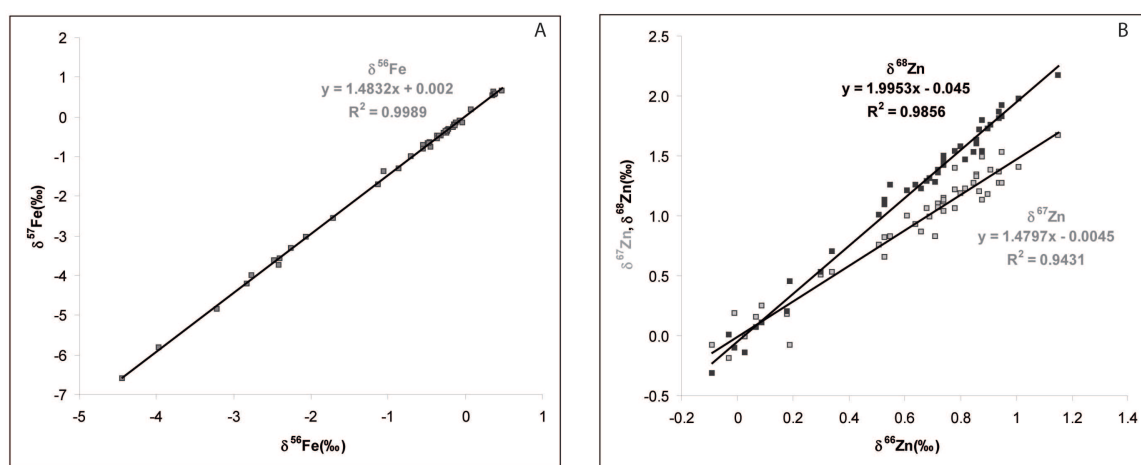 A
2
1
0
-1
-2
-3
-4
-5
-6
-7
δ⁵⁷Fe(‰)
δ⁵⁶Fe
y = 1.4832x + 0.002
R² = 0.9989
-5 -4 -3 -2 -1 0 1
δ⁵⁶Fe(‰)
B
2.5
2.0
1.5
1.0
0.5
0.0
-0.5
δ⁶⁷Zn, δ⁶⁸Zn(‰)
δ⁶⁸Zn
y = 1.9953x - 0.045
R² = 0.9856
δ⁶⁷Zn
y = 1.4797x - 0.0045
R² = 0.9431
-0.2 0 0.2 0.4 0.6 0.8 1 1.2 1.4
δ⁶⁶Zn(‰)